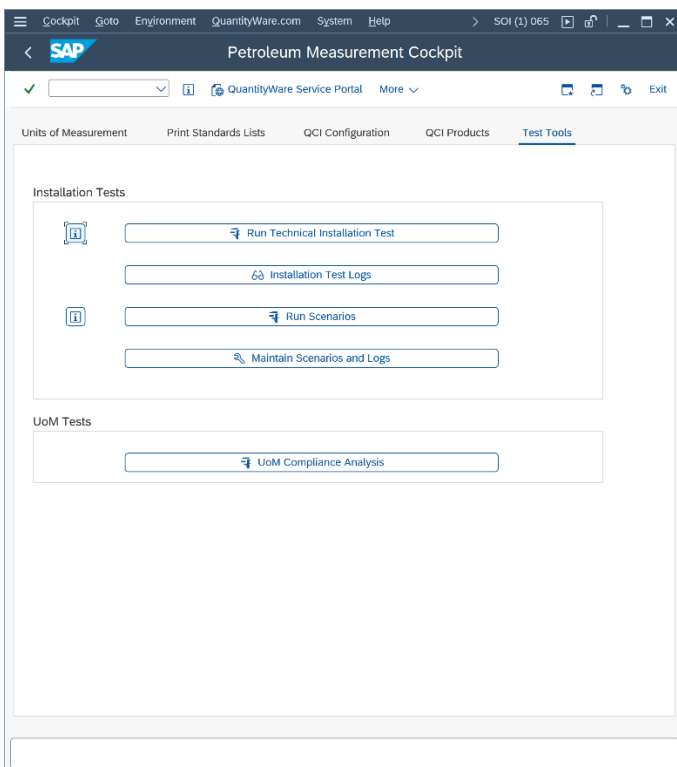 Cockpit Goto Environment QuantityWare.com System Help SOI (1) 065
SAP Petroleum Measurement Cockpit
QuantityWare Service Portal More Exit
Units of Measurement Print Standards Lists QCI Configuration QCI Products Test Tools
Installation Tests
Run Technical Installation Test
Installation Test Logs
Run Scenarios
Maintain Scenarios and Logs
UoM Tests
UoM Compliance Analysis